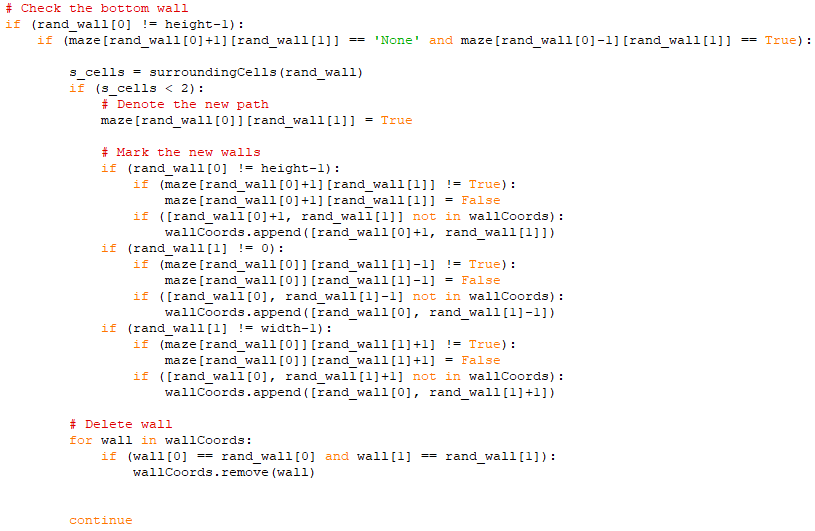 # Check the bottom wall
if (rand_wall[0] != height-1):
    if (maze[rand_wall[0]+1][rand_wall[1]] == 'None' and maze[rand_wall[0]-1][rand_wall[1]] == True):

        s_cells = surroundingCells(rand_wall)
        if (s_cells < 2):
            # Denote the new path
            maze[rand_wall[0]][rand_wall[1]] = True

            # Mark the new walls
            if (rand_wall[0] != height-1):
                if (maze[rand_wall[0]+1][rand_wall[1]] != True):
                    maze[rand_wall[0]+1][rand_wall[1]] = False
                if ([rand_wall[0]+1, rand_wall[1]] not in wallCoords):
                    wallCoords.append([rand_wall[0]+1, rand_wall[1]])
            if (rand_wall[1] != 0):
                if (maze[rand_wall[0]][rand_wall[1]-1] != True):
                    maze[rand_wall[0]][rand_wall[1]-1] = False
                if ([rand_wall[0], rand_wall[1]-1] not in wallCoords):
                    wallCoords.append([rand_wall[0], rand_wall[1]-1])
            if (rand_wall[1] != width-1):
                if (maze[rand_wall[0]][rand_wall[1]+1] != True):
                    maze[rand_wall[0]][rand_wall[1]+1] = False
                if ([rand_wall[0], rand_wall[1]+1] not in wallCoords):
                    wallCoords.append([rand_wall[0], rand_wall[1]+1])

        # Delete wall
        for wall in wallCoords:
            if (wall[0] == rand_wall[0] and wall[1] == rand_wall[1]):
                wallCoords.remove(wall)


        continue